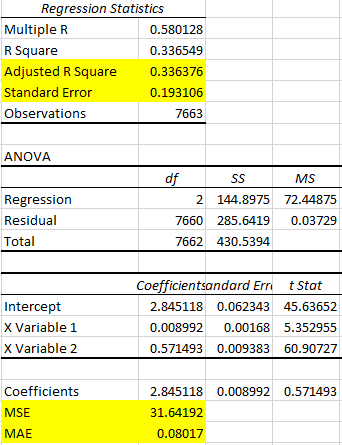 Regression Statistics
Multiple R 0.580128
R Square 0.336549
Adjusted R Square 0.336376
Standard Error 0.193106
Observations 7663
ANOVA
df SS MS
Regression 2 144.8975 72.44875
Residual 7660 285.6419 0.03729
Total 7662 430.5394
Coefficients andard Erro t Stat
Intercept 2.845118 0.062343 45.63652
X Variable 1 0.008992 0.00168 5.352955
X Variable 2 0.571493 0.009383 60.90727
Coefficients 2.845118 0.008992 0.571493
MSE 31.64192
MAE 0.08017